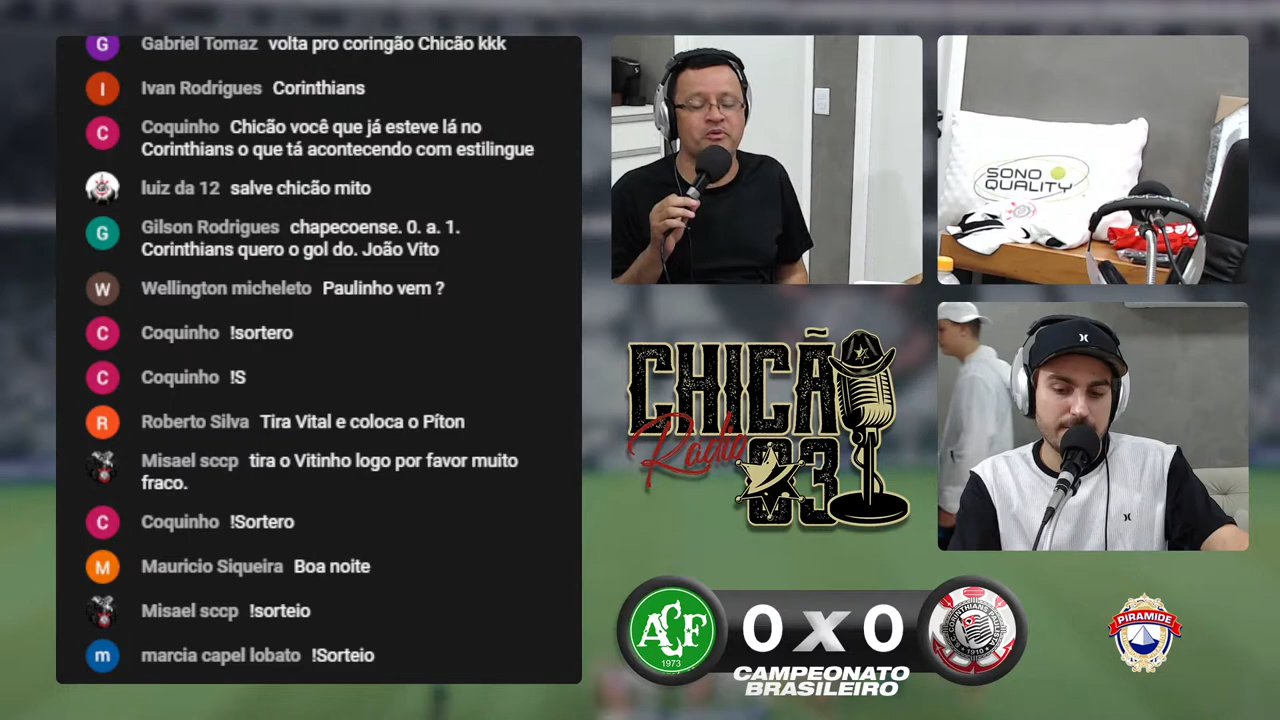 Gabriel Tomaz volta pro coringão Chicão kkk
Ivan Rodrigues Corinthians
Coquinho Chicão você que já esteve lá no
Corinthians o que tá acontecendo com estilingue
luiz da 12 salve chicão mito
Gilson Rodrigues chapecoense. 0. a. 1.
Corinthians quero o gol do. João Vito
Wellington micheleto Paulinho vem ?
Coquinho !sortero
Coquinho !S
Roberto Silva Tira Vital e coloca o Píton
Misael sccp tira o Vitinho logo por favor muito
fraco.
Coquinho !Sortero
Mauricio Siqueira Boa noite
Misael sccp !sorteio
marcia capel lobato !Sorteio
SONO
QUALITY
CHICÃO
Radio
03
ACF
1973
0 X 0
S.C. CORINTHIANS PAULISTA
1910
CAMPEONATO
BRASILEIRO
PIRAMIDE